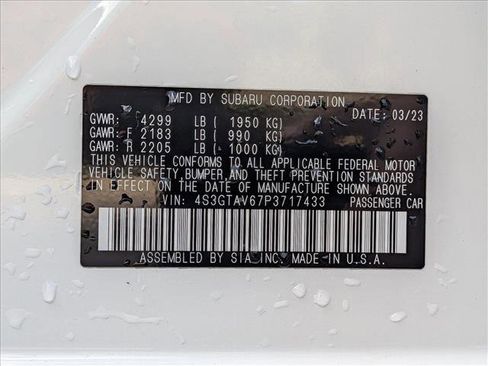 MFD BY SUBARU CORPORATION
GVWR: 4299 LB ( 1950 KG) DATE: 03/23
GAWR: F 2183 LB ( 990 KG)
GAWR: R 2205 LB ( 1000 KG)
THIS VEHICLE CONFORMS TO ALL APPLICABLE FEDERAL MOTOR
VEHICLE SAFETY, BUMPER, AND THEFT PREVENTION STANDARDS
IN EFFECT ON THE DATE OF MANUFACTURE SHOWN ABOVE.
VIN: 4S3GTAV67P3717433 PASSENGER CAR
ASSEMBLED BY SIA, INC. MADE IN U.S.A.